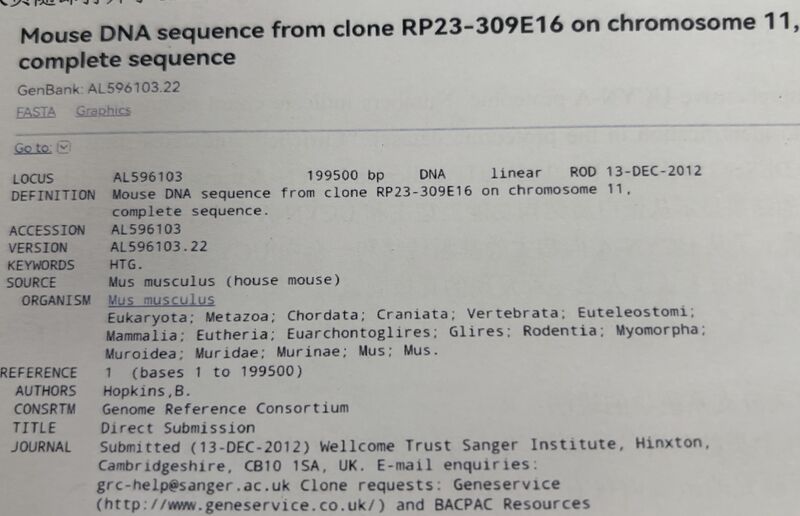 Mouse DNA sequence from clone RP23-309E16 on chromosome 11,
complete sequence
GenBank: AL596103.22
FASTA Graphics
Go to:
LOCUS AL596103 199500 bp DNA linear ROD 13-DEC-2012
DEFINITION Mouse DNA sequence from clone RP23-309E16 on chromosome 11,
complete sequence.
ACCESSION AL596103
VERSION AL596103.22
KEYWORDS HTG.
SOURCE Mus musculus (house mouse)
ORGANISM Mus musculus
Eukaryota; Metazoa; Chordata; Craniata; Vertebrata; Euteleostomi;
Mammalia; Eutheria; Euarchontoglires; Glires; Rodentia; Myomorpha;
Muroidea; Muridae; Murinae; Mus; Mus.
REFERENCE 1 (bases 1 to 199500)
AUTHORS Hopkins,B.
CONSRTM Genome Reference Consortium
TITLE Direct Submission
JOURNAL Submitted (13-DEC-2012) Wellcome Trust Sanger Institute, Hinxton,
Cambridgeshire, CB10 1SA, UK. E-mail enquiries:
grc-help@sanger.ac.uk Clone requests: Geneservice
(http://www.geneservice.co.uk/) and BACPAC Resources